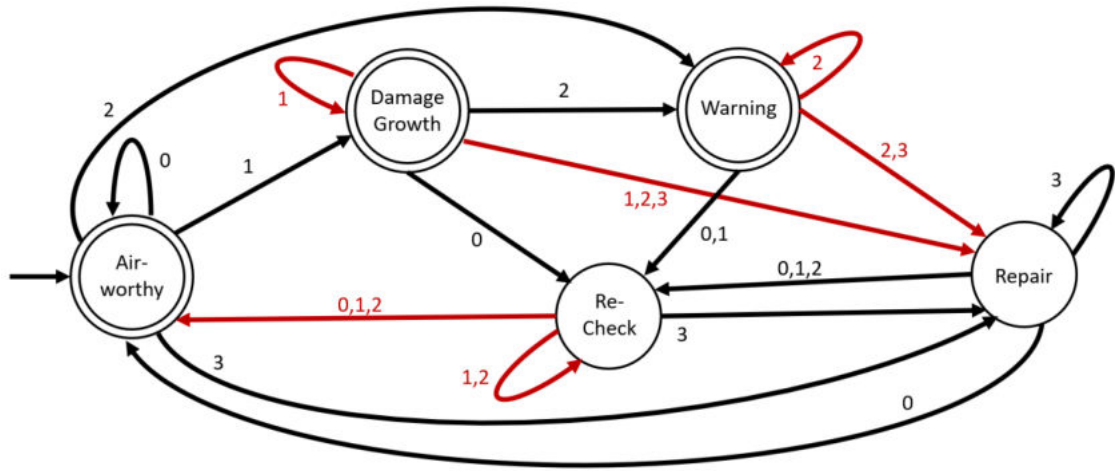 2
0
1
Air-
worthy
1
Damage
Growth
2
Warning
2
2,3
1,2,3
0
0,1
3
Repair
0,1,2
Re-
Check
0,1,2
3
1,2
3
0